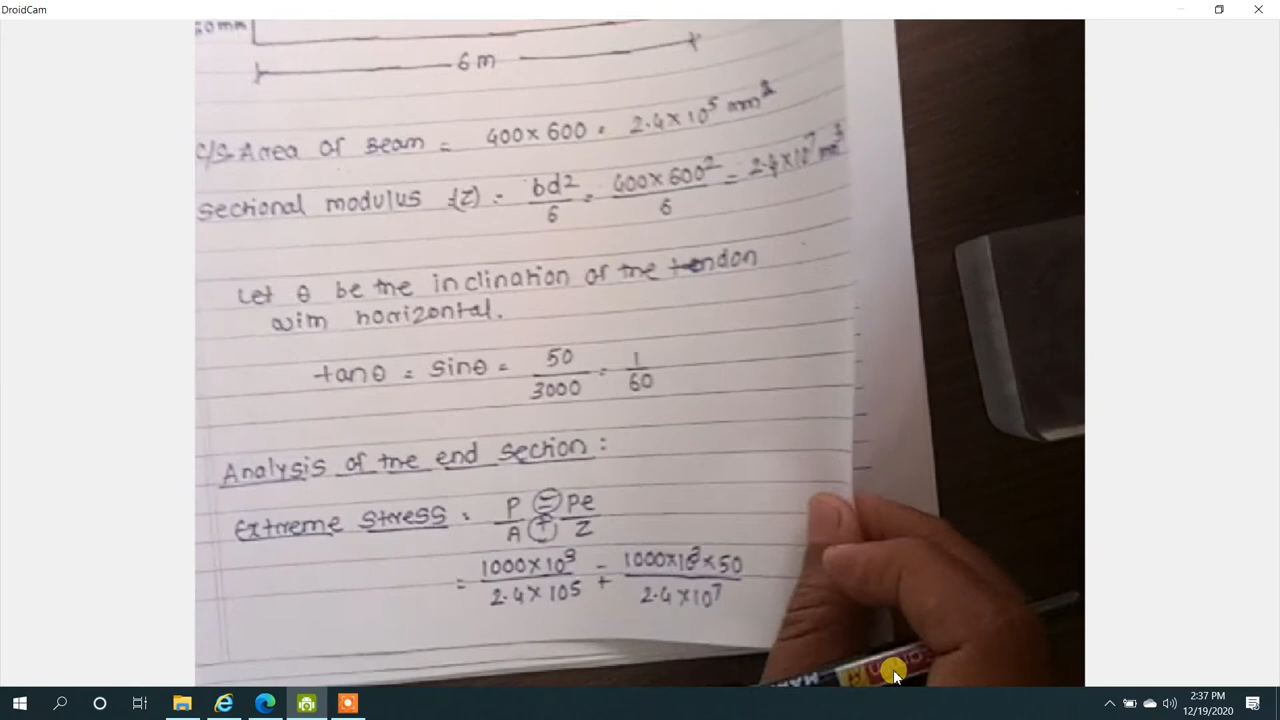 DroidCam
50mm
6 m
C/S Area of Beam = 400 x 600 = 2.4 x 10^5 mm^2
Sectional modulus (Z) = bd^2/6 = 400 x 600^2/6 = 2.4 x 10^7 mm^3
Let θ be the inclination of the tendon
with horizontal.
tanθ = sinθ = 50/3000 = 1/60
Analysis of the end section :
Extreme stress = P/A ∓ Pe/Z
= 1000 x 10^3/2.4 x 10^5 ∓ 1000 x 10^3 x 50/2.4 x 10^7
2:37 PM
12/19/2020